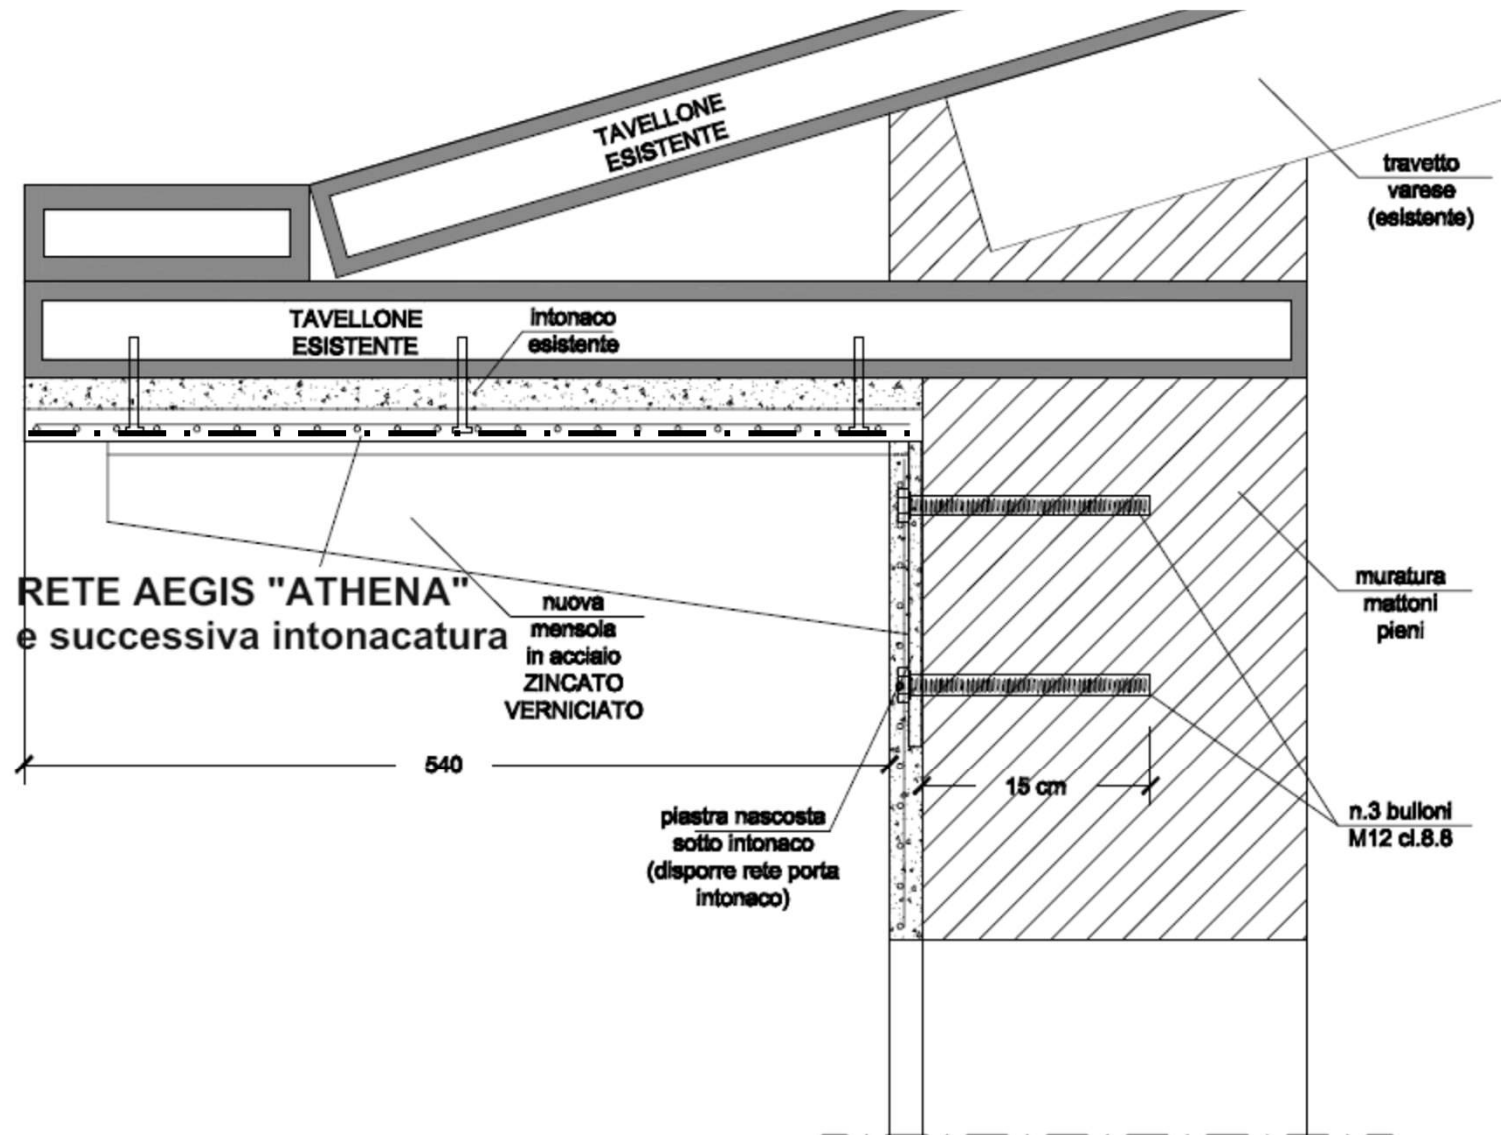 TAVELLONE
ESISTENTE
travetto
varese
(esistente)
TAVELLONE
ESISTENTE
intonaco
esistente
RETE AEGIS "ATHENA"
e successiva intonacatura
nuova
mensola
in acciaio
ZINCATO
VERNICIATO
muratura
mattoni
pieni
540
15 cm
piastra nascosta
sotto intonaco
(disporre rete porta
intonaco)
n.3 bulloni
M12 cl.8.8